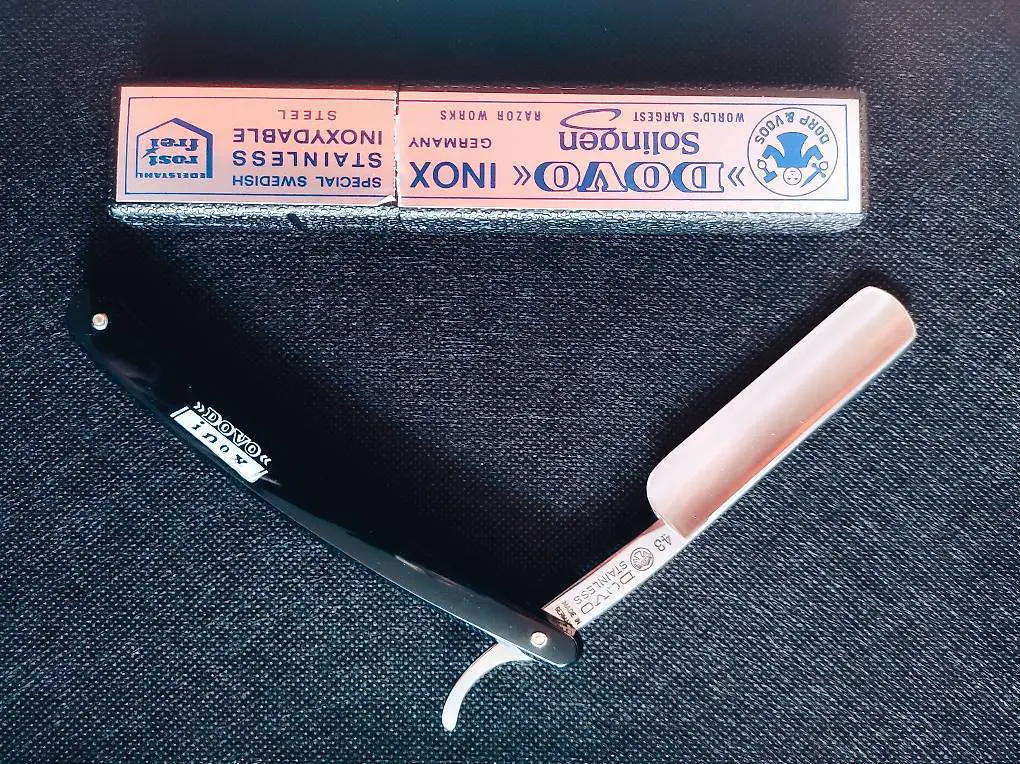 DORP & VOOS
«DOVO» INOX
Solingen GERMANY
WORLD'S LARGEST RAZOR WORKS
SPECIAL SWEDISH
STAINLESS
INOXYDABLE
STEEL
EDELSTAHL
rost
frei
«DOVO»
inox
DOVO
STAINLESS
43